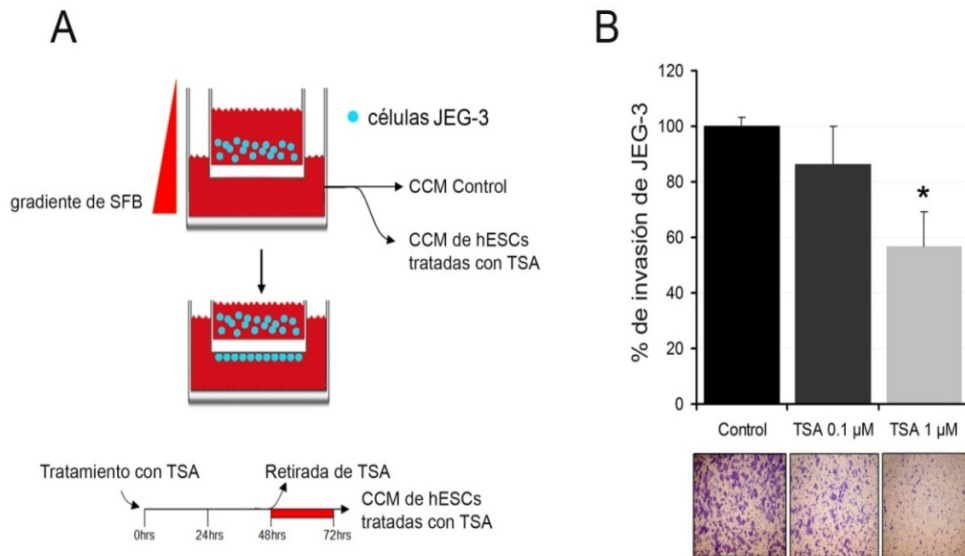 A
células JEG-3
gradiente de SFB
CCM Control
CCM de hESCs
tratadas con TSA
Tratamiento con TSA
Retirada de TSA
CCM de hESCs
tratadas con TSA
0hrs 24hrs 48hrs 72hrs
B
% de invasión de JEG-3
120
100
80
60
40
20
0
*
Control TSA 0.1 µM TSA 1 µM